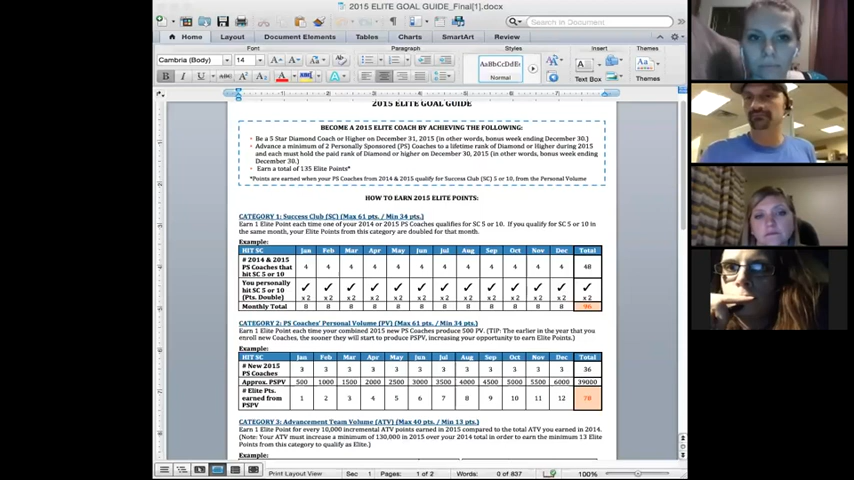 2015 ELITE GOAL GUIDE_Final[1].docx
Search in Document
Home Layout Document Elements Tables Charts SmartArt Review
Font Paragraph Styles Insert Themes
Cambria (Body) 14
AaBbCcDdEe
Normal
Text Box Themes
2015 ELITE GOAL GUIDE
BECOME A 2015 ELITE COACH BY ACHIEVING THE FOLLOWING:
Be a 5 Star Diamond Coach or Higher on December 31, 2015 (in other words, bonus week ending December 30.)
Advance a minimum of 2 Personally Sponsored (PS) Coaches to a lifetime rank of Diamond or Higher during 2015
and each must hold the paid rank of Diamond or higher on December 30, 2015 (in other words, bonus week ending
December 30.)
Earn a total of 135 Elite Points*
*Points are earned when your PS Coaches from 2014 & 2015 qualify for Success Club (SC) 5 or 10, from the Personal Volume
HOW TO EARN 2015 ELITE POINTS:
CATEGORY 1: Success Club (SC) (Max 61 pts. / Min 34 pts.)
Earn 1 Elite Point each time one of your 2014 or 2015 PS Coaches qualifies for SC 5 or 10. If you qualify for SC 5 or 10 in
the same month, your Elite Points from this category are doubled for that month.
Example:
HIT SC Jan Feb Mar Apr May Jun Jul Aug Sep Oct Nov Dec Total
# 2014 & 2015
PS Coaches that
hit SC 5 or 10
4 4 4 4 4 4 4 4 4 4 4 4 48
You personally
hit SC 5 or 10
(Pts. Double)
✓ ✓ ✓ ✓ ✓ ✓ ✓ ✓ ✓ ✓ ✓ ✓ ✓
x 2 x 2 x 2 x 2 x 2 x 2 x 2 x 2 x 2 x 2 x 2 x 2 x 2
Monthly Total 8 8 8 8 8 8 8 8 8 8 8 8 96
CATEGORY 2: PS Coaches' Personal Volume (PV) (Max 61 pts. / Min 34 pts.)
Earn 1 Elite Point each time your combined 2015 new PS Coaches produce 500 PV. (TIP: The earlier in the year that you
enroll new Coaches, the sooner they will start to produce PSPV, increasing your opportunity to earn Elite Points.)
Example:
HIT SC Jan Feb Mar Apr May Jun Jul Aug Sep Oct Nov Dec Total
# New 2015
PS Coaches
3 3 3 3 3 3 3 3 3 3 3 3 36
Approx. PSPV 500 1000 1500 2000 2500 3000 3500 4000 4500 5000 5500 6000 39000
# Elite Pts.
earned from
PSPV
1 2 3 4 5 6 7 8 9 10 11 12 78
CATEGORY 3: Advancement Team Volume (ATV) (Max 40 pts. / Min 13 pts.)
Earn 1 Elite Point for every 10,000 incremental ATV points earned in 2015 compared to the total ATV you earned in 2014.
(Note: Your ATV must increase a minimum of 130,000 in 2015 over your 2014 total in order to earn the minimum 13 Elite
Points from this category to qualify as Elite.)
Example:
Print Layout View Sec 1 Pages: 1 of 2 Words: 0 of 837 100%